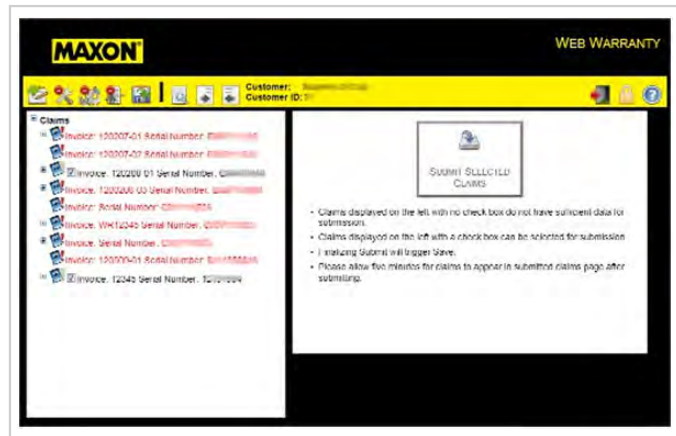 MAXON
WEB WARRANTY
Customer:
Customer ID:
Claims
Invoice: 120207-01 Serial Number:
Invoice: 120207-02 Serial Number:
Invoice: 120208 01 Serial Number:
Invoice: 1200208 03 Serial Number:
Invoice: Serial Number:
Invoice: WR12345 Serial Number:
Invoice: Serial Number:
Invoice: 120500-01 Serial Number:
Invoice: 12345 Serial Number:
SUBMIT SELECTED
CLAIMS
• Claims displayed on the left with no check box do not have sufficient data for
submission.
• Claims displayed on the left with a check box can be selected for submission
• Finalizing Submit will trigger Save.
• Please allow five minutes for claims to appear in submitted claims page after
submitting.